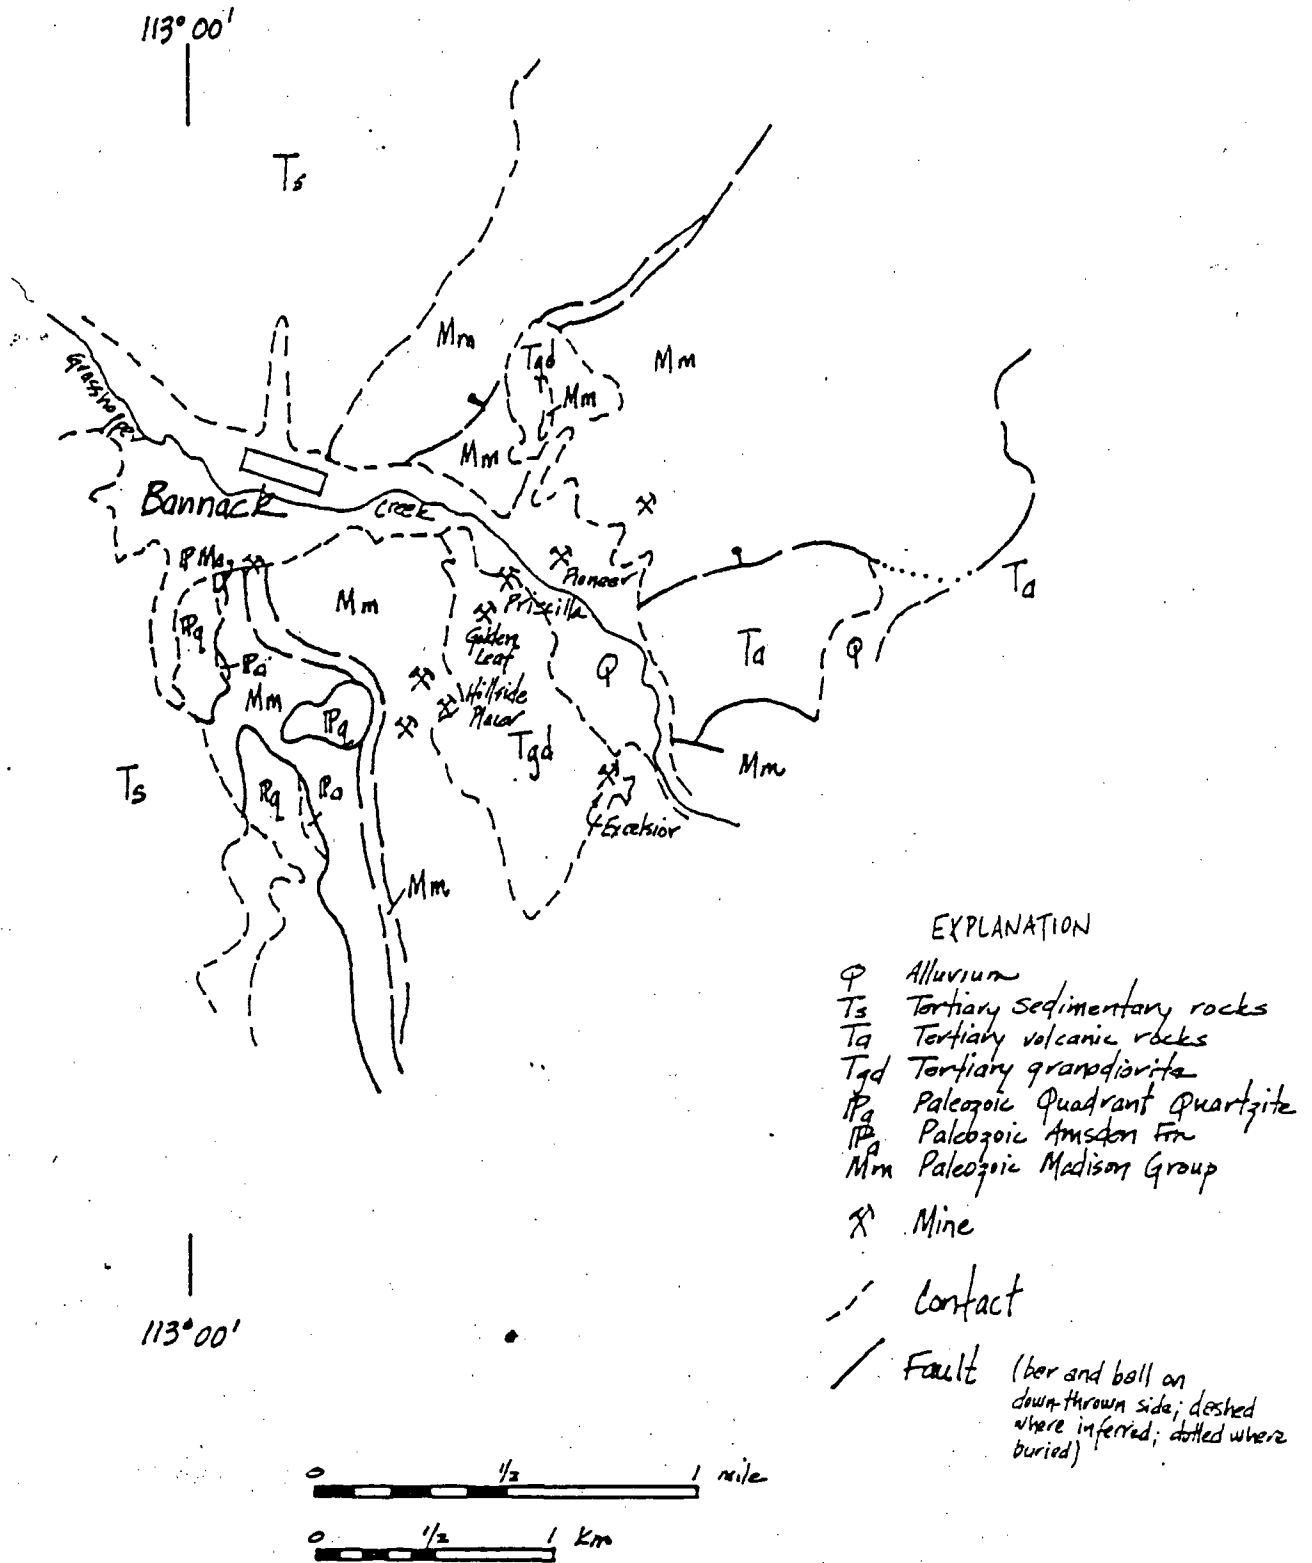 113° 00'
Ts
Mm
Tgd
Mm
Mm
Mm
Grasshopper
Bannack
Creek
Pioneer
Priscilla
Golden
Leaf
Hillside
Placer
Mm
ℙq
ℙa
Mm
ℙq
Q
Ta
Q
Ta
Tgd
Mm
Ts
ℙq
ℙa
Excelsior
Mm
EXPLANATION
Q Alluvium
Ts Tertiary Sedimentary rocks
Ta Tertiary volcanic rocks
Tgd Tertiary granodiorite
ℙq Paleozoic Quadrant Quartzite
ℙa Paleozoic Amsden Fm
Mm Paleozoic Madison Group
Mine
Contact
Fault (bar and ball on
down-thrown side; dashed
where inferred; dotted where
buried)
113° 00'
0 1/2 1 mile
0 1/2 1 Km